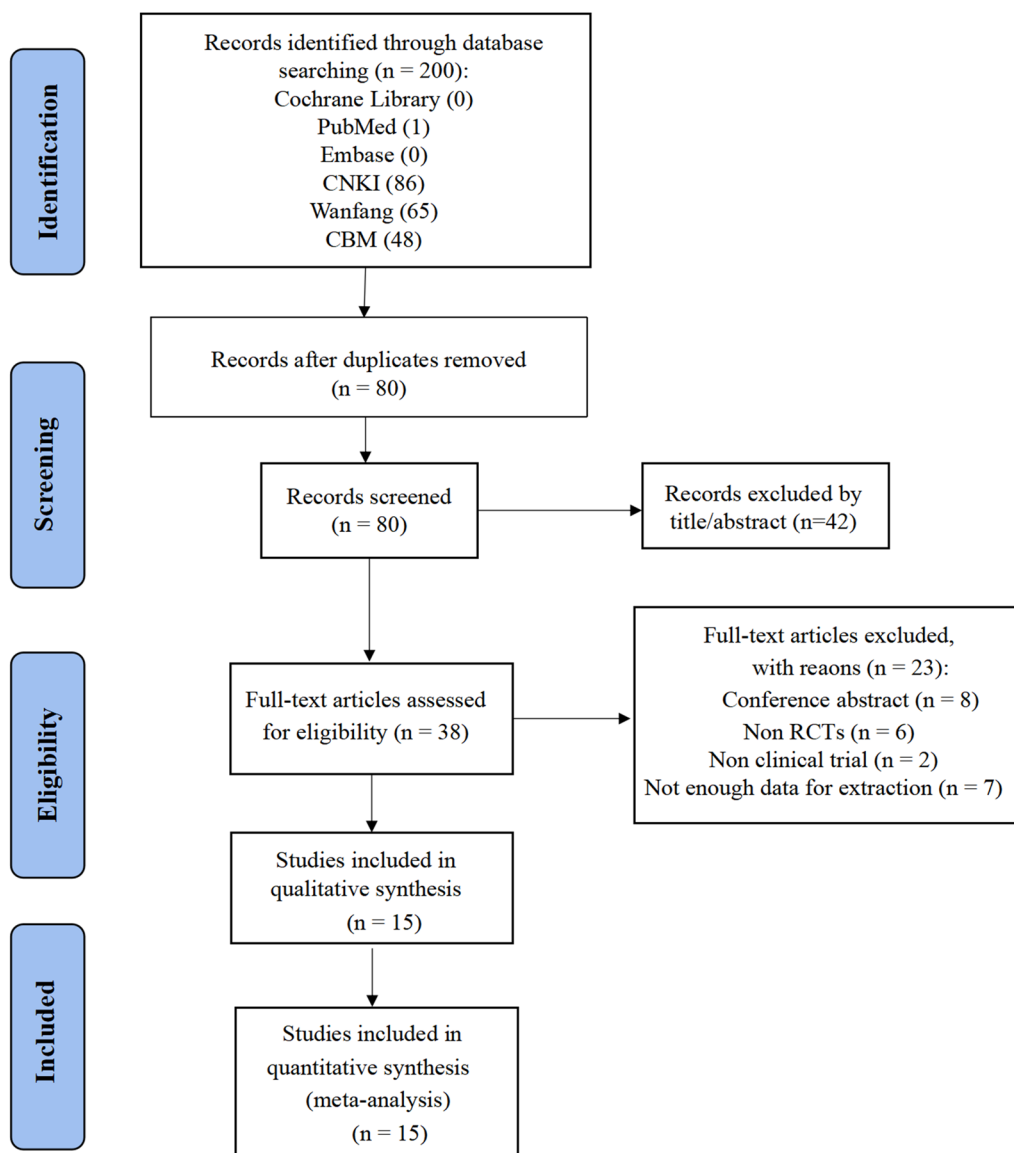 Identification
Records identified through database
searching (n = 200):
Cochrane Library (0)
PubMed (1)
Embase (0)
CNKI (86)
Wanfang (65)
CBM (48)
Records after duplicates removed
(n = 80)
Screening
Records screened
(n = 80)
Records excluded by
title/abstract (n=42)
Eligibility
Full-text articles assessed
for eligibility (n = 38)
Full-text articles excluded,
with reaons (n = 23):
Conference abstract (n = 8)
Non RCTs (n = 6)
Non clinical trial (n = 2)
Not enough data for extraction (n = 7)
Studies included in
qualitative synthesis
(n = 15)
Included
Studies included in
quantitative synthesis
(meta-analysis)
(n = 15)